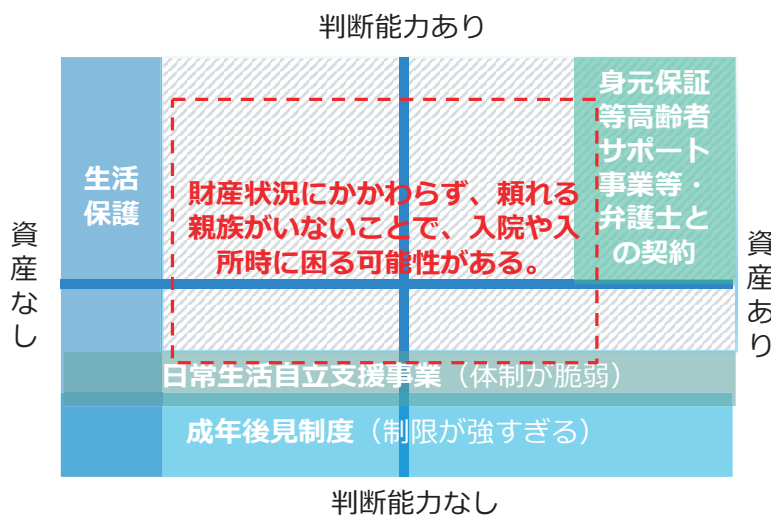 判断能力あり
身元保証
等高齢者
サポート
事業等・
弁護士と
の契約
生活
保護
財産状況にかかわらず、頼れる
親族がいないことで、入院や入
所時に困る可能性がある。
資産なし
資産あり
日常生活自立支援事業（体制が脆弱）
成年後見制度（制限が強すぎる）
判断能力なし